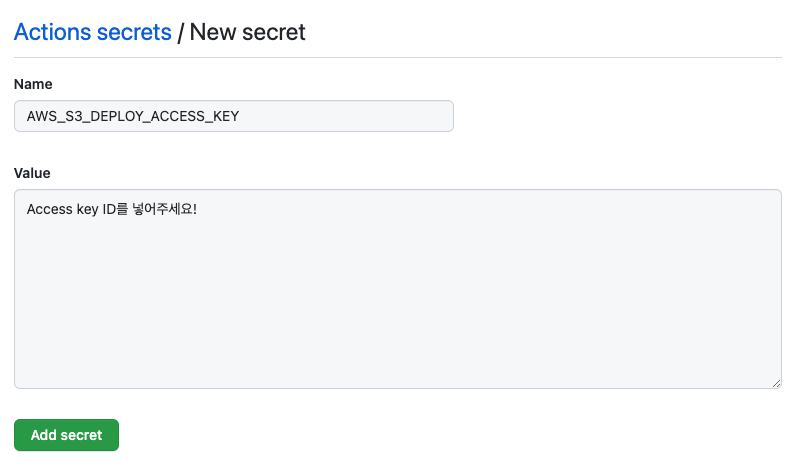 Actions secrets / New secret
Name
AWS_S3_DEPLOY_ACCESS_KEY
Value
Access key ID를 넣어주세요!
Add secret